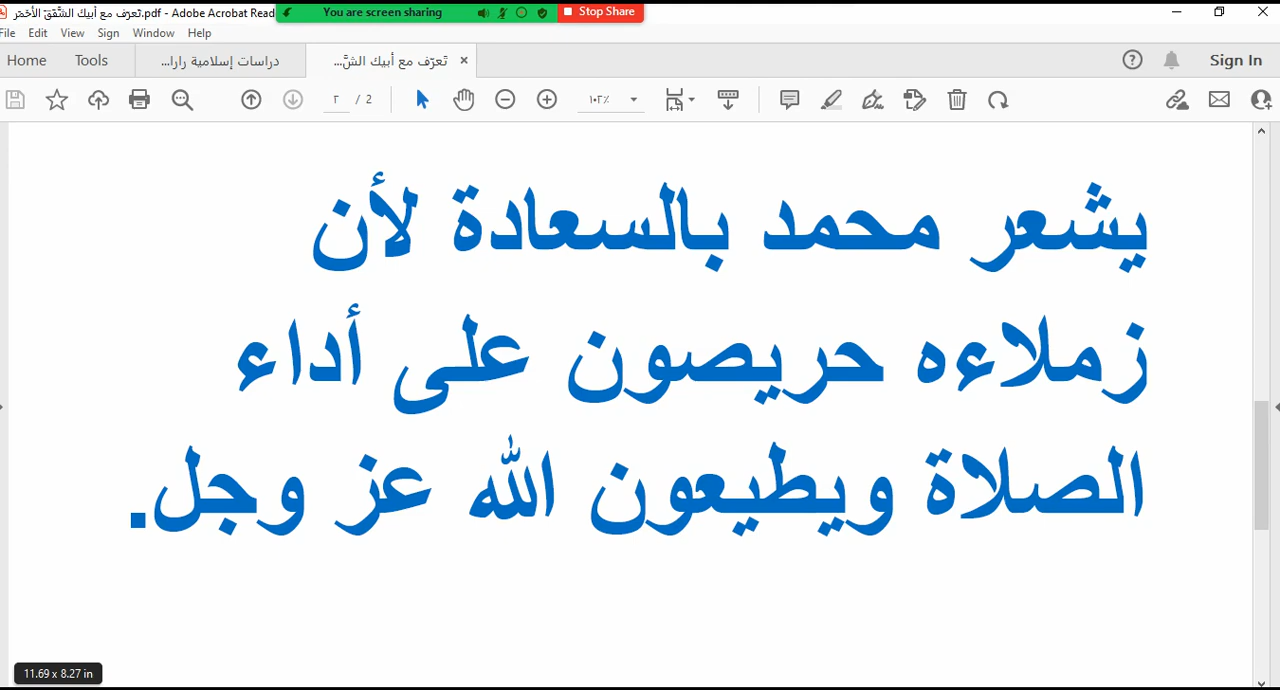 تعرّف مع أبيك الشَّفَقَ الأحْمَر.pdf - Adobe Acrobat Read
You are screen sharing
Stop Share
File Edit View Sign Window Help
Home Tools
دراسات إسلامية رارا...
تَعرّف مع أبيك الشَّ...
Sign In
٢ / 2
١٠٢٪
يشعر محمد بالسعادة لأن
زملاءه حريصون على أداء
الصلاة ويطيعون الله عز وجل.
11.69 x 8.27 in